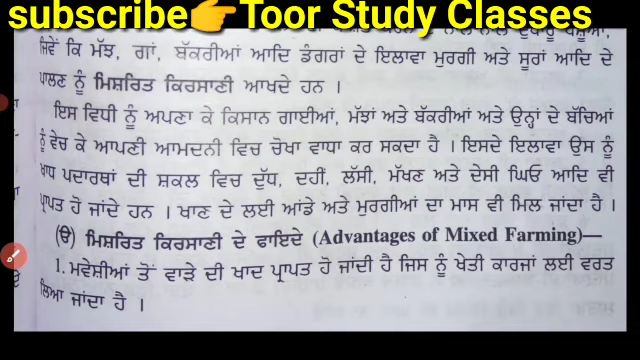 subscribe👉Toor Study Classes
ਜਿਵੇਂ ਕਿ ਮੱਝ, ਗਾਂ, ਬੱਕਰੀਆਂ ਆਦਿ ਡੰਗਰਾਂ ਦੇ ਇਲਾਵਾ ਮੁਰਗੀ ਅਤੇ ਸੂਰਾਂ ਆਦਿ ਦੇ
ਪਾਲਣ ਨੂੰ ਮਿਸ਼ਰਿਤ ਕਿਰਸਾਣੀ ਆਖਦੇ ਹਨ ।
ਇਸ ਵਿਧੀ ਨੂੰ ਅਪਣਾ ਕੇ ਕਿਸਾਨ ਗਾਈਆਂ, ਮੱਝਾਂ ਅਤੇ ਬੱਕਰੀਆਂ ਅਤੇ ਉਨ੍ਹਾਂ ਦੇ ਬੱਚਿਆਂ
ਨੂੰ ਵੇਚ ਕੇ ਆਪਣੀ ਆਮਦਨੀ ਵਿਚ ਚੋਖਾ ਵਾਧਾ ਕਰ ਸਕਦਾ ਹੈ । ਇਸਦੇ ਇਲਾਵਾ ਉਸ ਨੂੰ
ਖਾਧ ਪਦਾਰਥਾਂ ਦੀ ਸ਼ਕਲ ਵਿਚ ਦੁੱਧ, ਦਹੀਂ, ਲੱਸੀ, ਮੱਖਣ ਅਤੇ ਦੇਸੀ ਘਿਓ ਆਦਿ ਵੀ
ਪ੍ਰਾਪਤ ਹੋ ਜਾਂਦੇ ਹਨ । ਖਾਣ ਦੇ ਲਈ ਆਂਡੇ ਅਤੇ ਮੁਰਗੀਆਂ ਦਾ ਮਾਸ ਵੀ ਮਿਲ ਜਾਂਦਾ ਹੈ ।
(ੳ) ਮਿਸ਼ਰਿਤ ਕਿਰਸਾਣੀ ਦੇ ਫਾਇਦੇ (Advantages of Mixed Farming)—
1. ਮਵੇਸ਼ੀਆਂ ਤੋਂ ਵਾੜੇ ਦੀ ਖਾਦ ਪ੍ਰਾਪਤ ਹੋ ਜਾਂਦੀ ਹੈ ਜਿਸ ਨੂੰ ਖੇਤੀ ਕਾਰਜਾਂ ਲਈ ਵਰਤ
ਲਿਆ ਜਾਂਦਾ ਹੈ ।